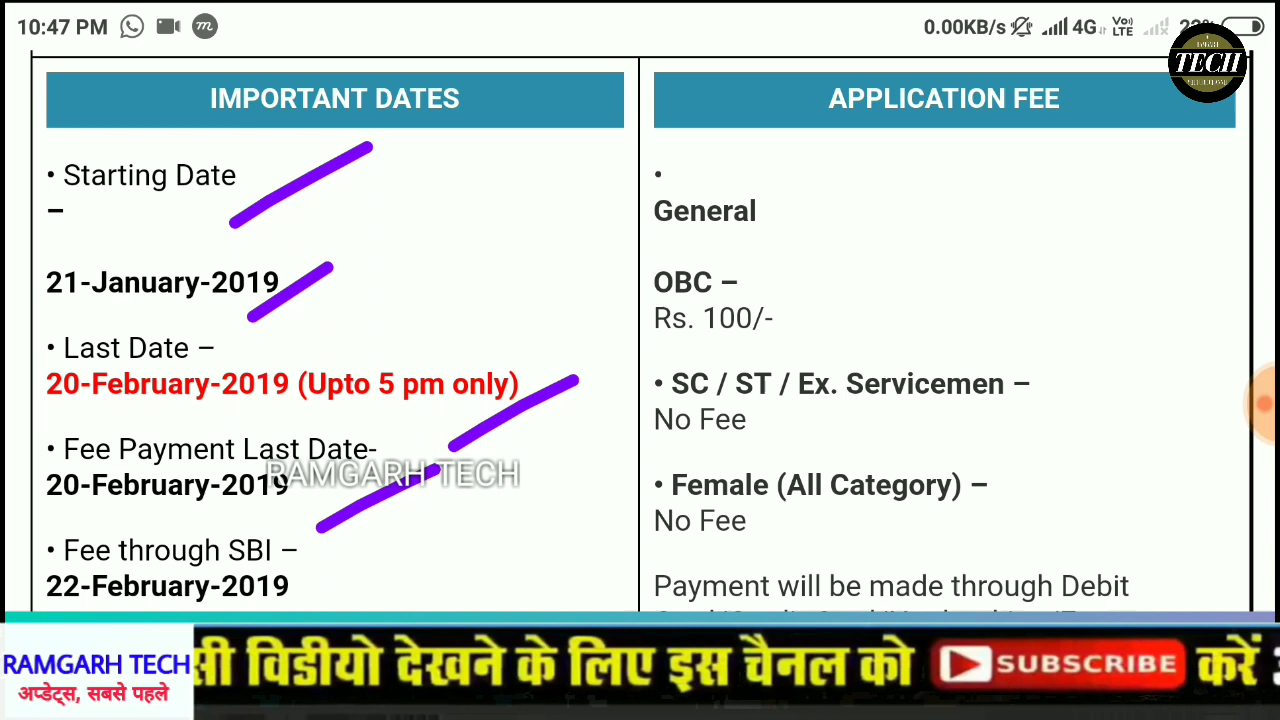 10:47 PM
0.00KB/s 4G Vo) LTE
TECH
IMPORTANT DATES
• Starting Date
–
21-January-2019
• Last Date –
20-February-2019 (Upto 5 pm only)
• Fee Payment Last Date-
20-February-2019
• Fee through SBI –
22-February-2019
APPLICATION FEE
•
General
OBC –
Rs. 100/-
• SC / ST / Ex. Servicemen –
No Fee
• Female (All Category) –
No Fee
Payment will be made through Debit
RAMGARH TECH
RAMGARH TECH
अप्डेट्स, सबसे पहले
सी विडीयो देखने के लिए इस चैनल को SUBSCRIBE करें